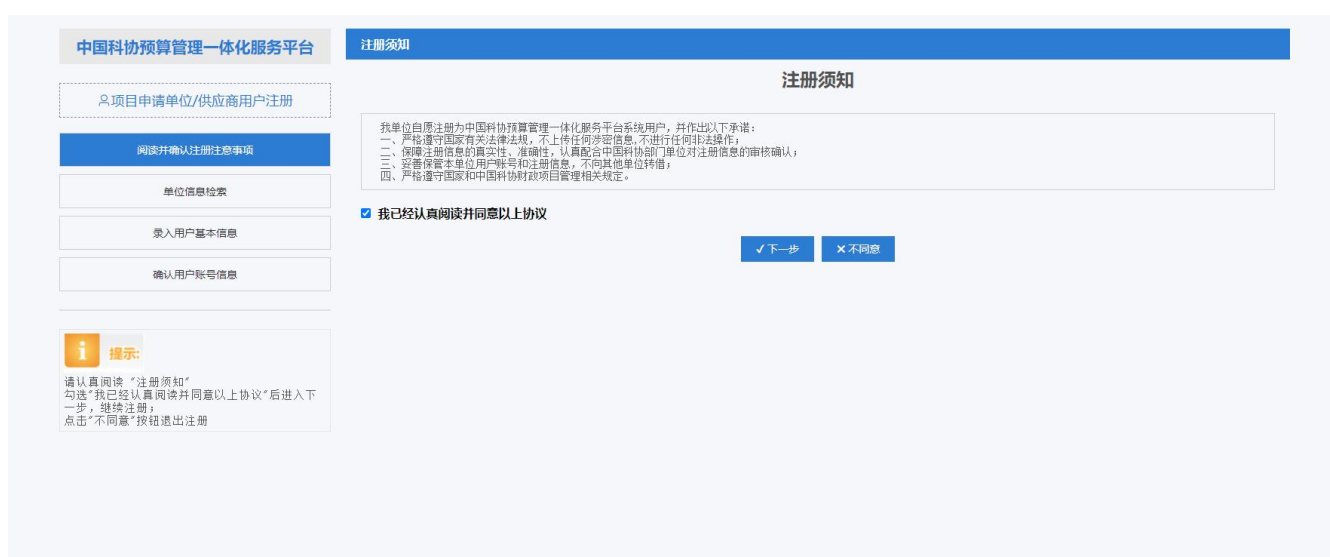 中国科协预算管理一体化服务平台
项目申请单位/供应商用户注册
阅读并确认注册注意事项
单位信息检索
录入用户基本信息
确认用户账号信息
提示:
请认真阅读 "注册须知"
勾选"我已经认真阅读并同意以上协议"后进入下
一步，继续注册；
点击"不同意"按钮退出注册
注册须知
注册须知
我单位自愿注册为中国科协预算管理一体化服务平台系统用户，并作出以下承诺：
一、严格遵守国家有关法律法规，不上传任何涉密信息,不进行任何非法操作；
二、保障注册信息的真实性、准确性，认真配合中国科协部门单位对注册信息的审核确认；
三、妥善保管本单位用户账号和注册信息，不向其他单位转借；
四、严格遵守国家和中国科协财政项目管理相关规定。
我已经认真阅读并同意以上协议
下一步
不同意